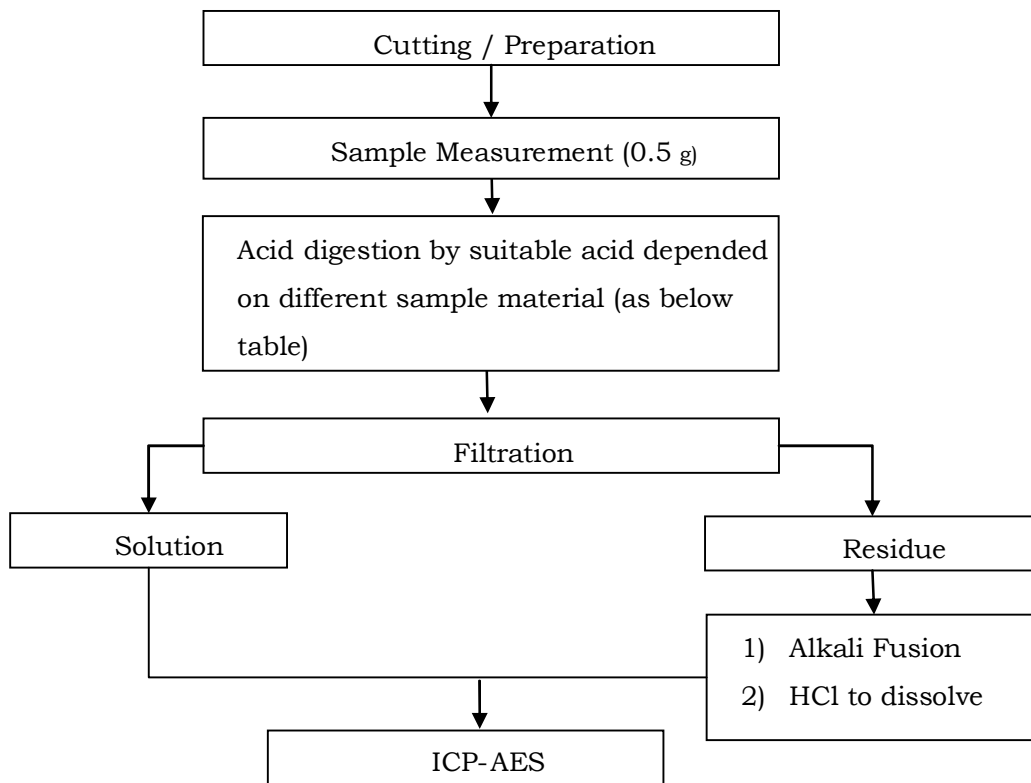 Cutting / Preparation
Sample Measurement (0.5 g)
Acid digestion by suitable acid depended
on different sample material (as below
table)
Filtration
Solution
Residue
1) Alkali Fusion
2) HCl to dissolve
ICP-AES